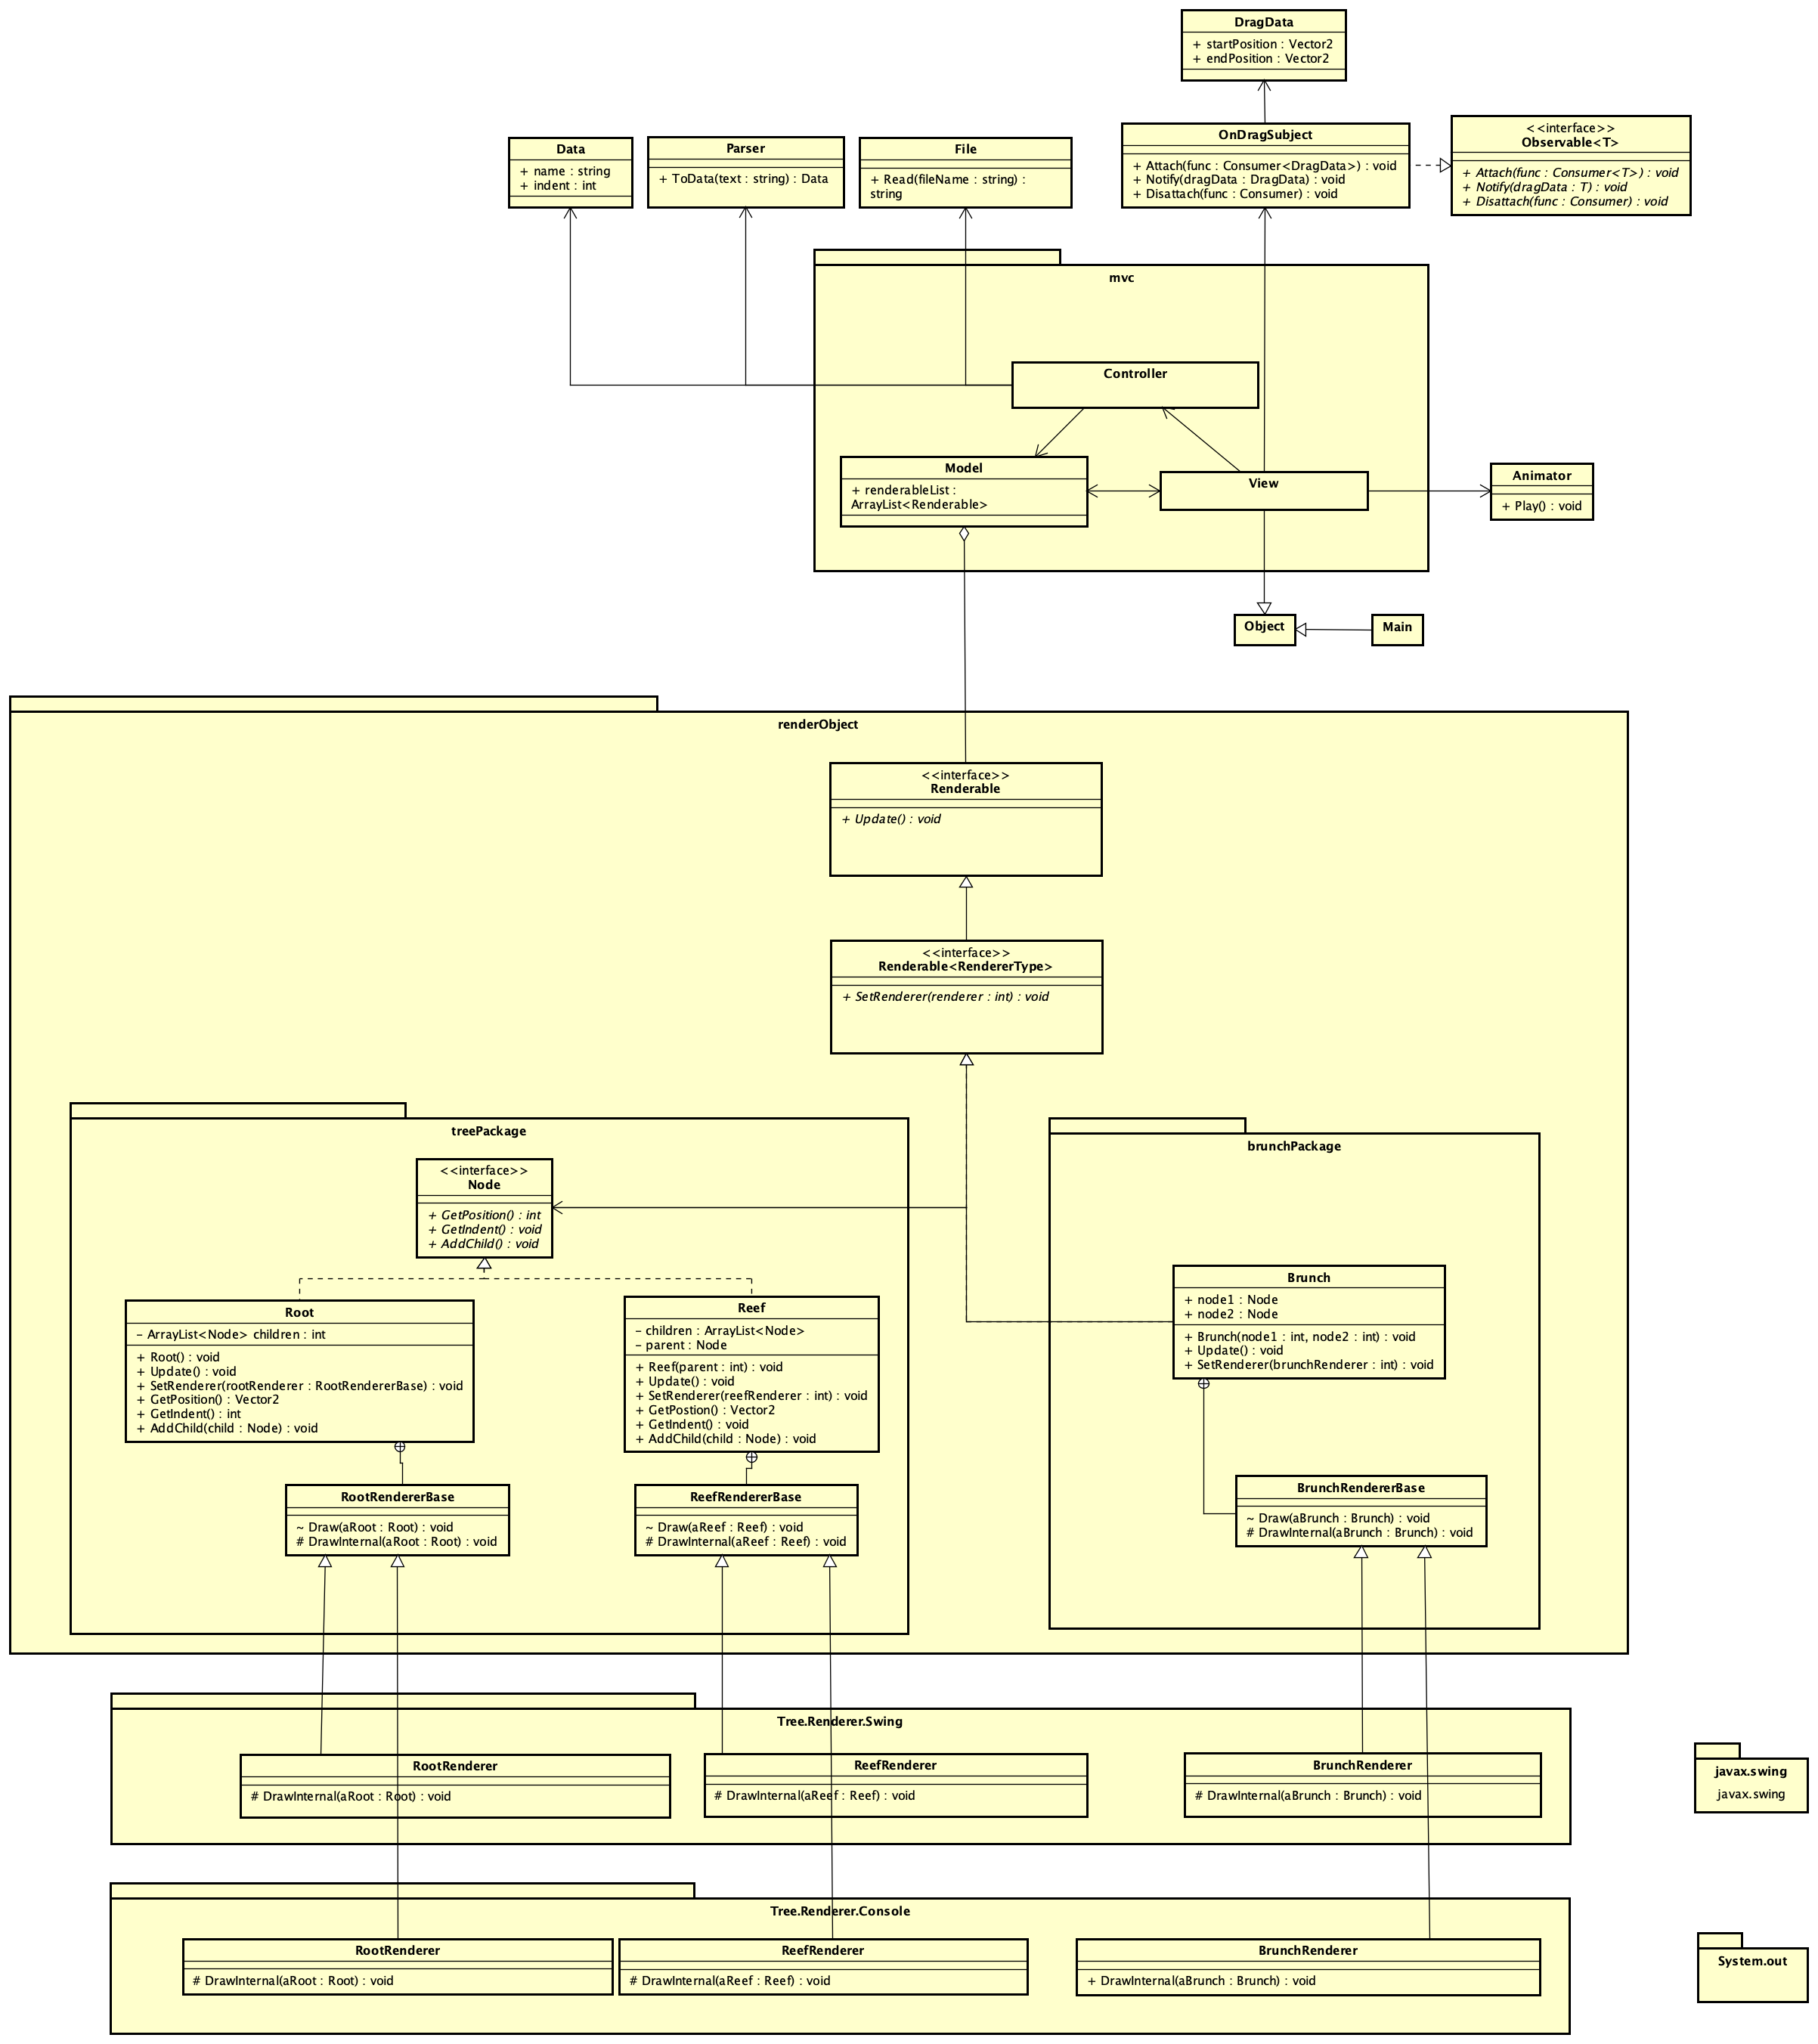 DragData
+ startPosition : Vector2
+ endPosition : Vector2
Data
+ name : string
+ indent : int
Parser
+ ToData(text : string) : Data
File
+ Read(fileName : string) :
string
OnDragSubject
+ Attach(func : Consumer<DragData>) : void
+ Notify(dragData : DragData) : void
+ Disattach(func : Consumer) : void
<<interface>>
Observable<T>
+ Attach(func : Consumer<T>) : void
+ Notify(dragData : T) : void
+ Disattach(func : Consumer) : void
mvc
Controller
Model
+ renderableList :
ArrayList<Renderable>
View
Animator
+ Play() : void
Object
Main
renderObject
<<interface>>
Renderable
+ Update() : void
<<interface>>
Renderable<RendererType>
+ SetRenderer(renderer : int) : void
treePackage
<<interface>>
Node
+ GetPosition() : int
+ GetIndent() : void
+ AddChild() : void
Root
- ArrayList<Node> children : int
+ Root() : void
+ Update() : void
+ SetRenderer(rootRenderer : RootRendererBase) : void
+ GetPosition() : Vector2
+ GetIndent() : int
+ AddChild(child : Node) : void
Reef
- children : ArrayList<Node>
- parent : Node
+ Reef(parent : int) : void
+ Update() : void
+ SetRenderer(reefRenderer : int) : void
+ GetPostion() : Vector2
+ GetIndent() : void
+ AddChild(child : Node) : void
RootRendererBase
~ Draw(aRoot : Root) : void
# DrawInternal(aRoot : Root) : void
ReefRendererBase
~ Draw(aReef : Reef) : void
# DrawInternal(aReef : Reef) : void
brunchPackage
Brunch
+ node1 : Node
+ node2 : Node
+ Brunch(node1 : int, node2 : int) : void
+ Update() : void
+ SetRenderer(brunchRenderer : int) : void
BrunchRendererBase
~ Draw(aBrunch : Brunch) : void
# DrawInternal(aBrunch : Brunch) : void
Tree.Renderer.Swing
RootRenderer
# DrawInternal(aRoot : Root) : void
ReefRenderer
# DrawInternal(aReef : Reef) : void
BrunchRenderer
# DrawInternal(aBrunch : Brunch) : void
javax.swing
javax.swing
Tree.Renderer.Console
RootRenderer
# DrawInternal(aRoot : Root) : void
ReefRenderer
# DrawInternal(aReef : Reef) : void
BrunchRenderer
+ DrawInternal(aBrunch : Brunch) : void
System.out